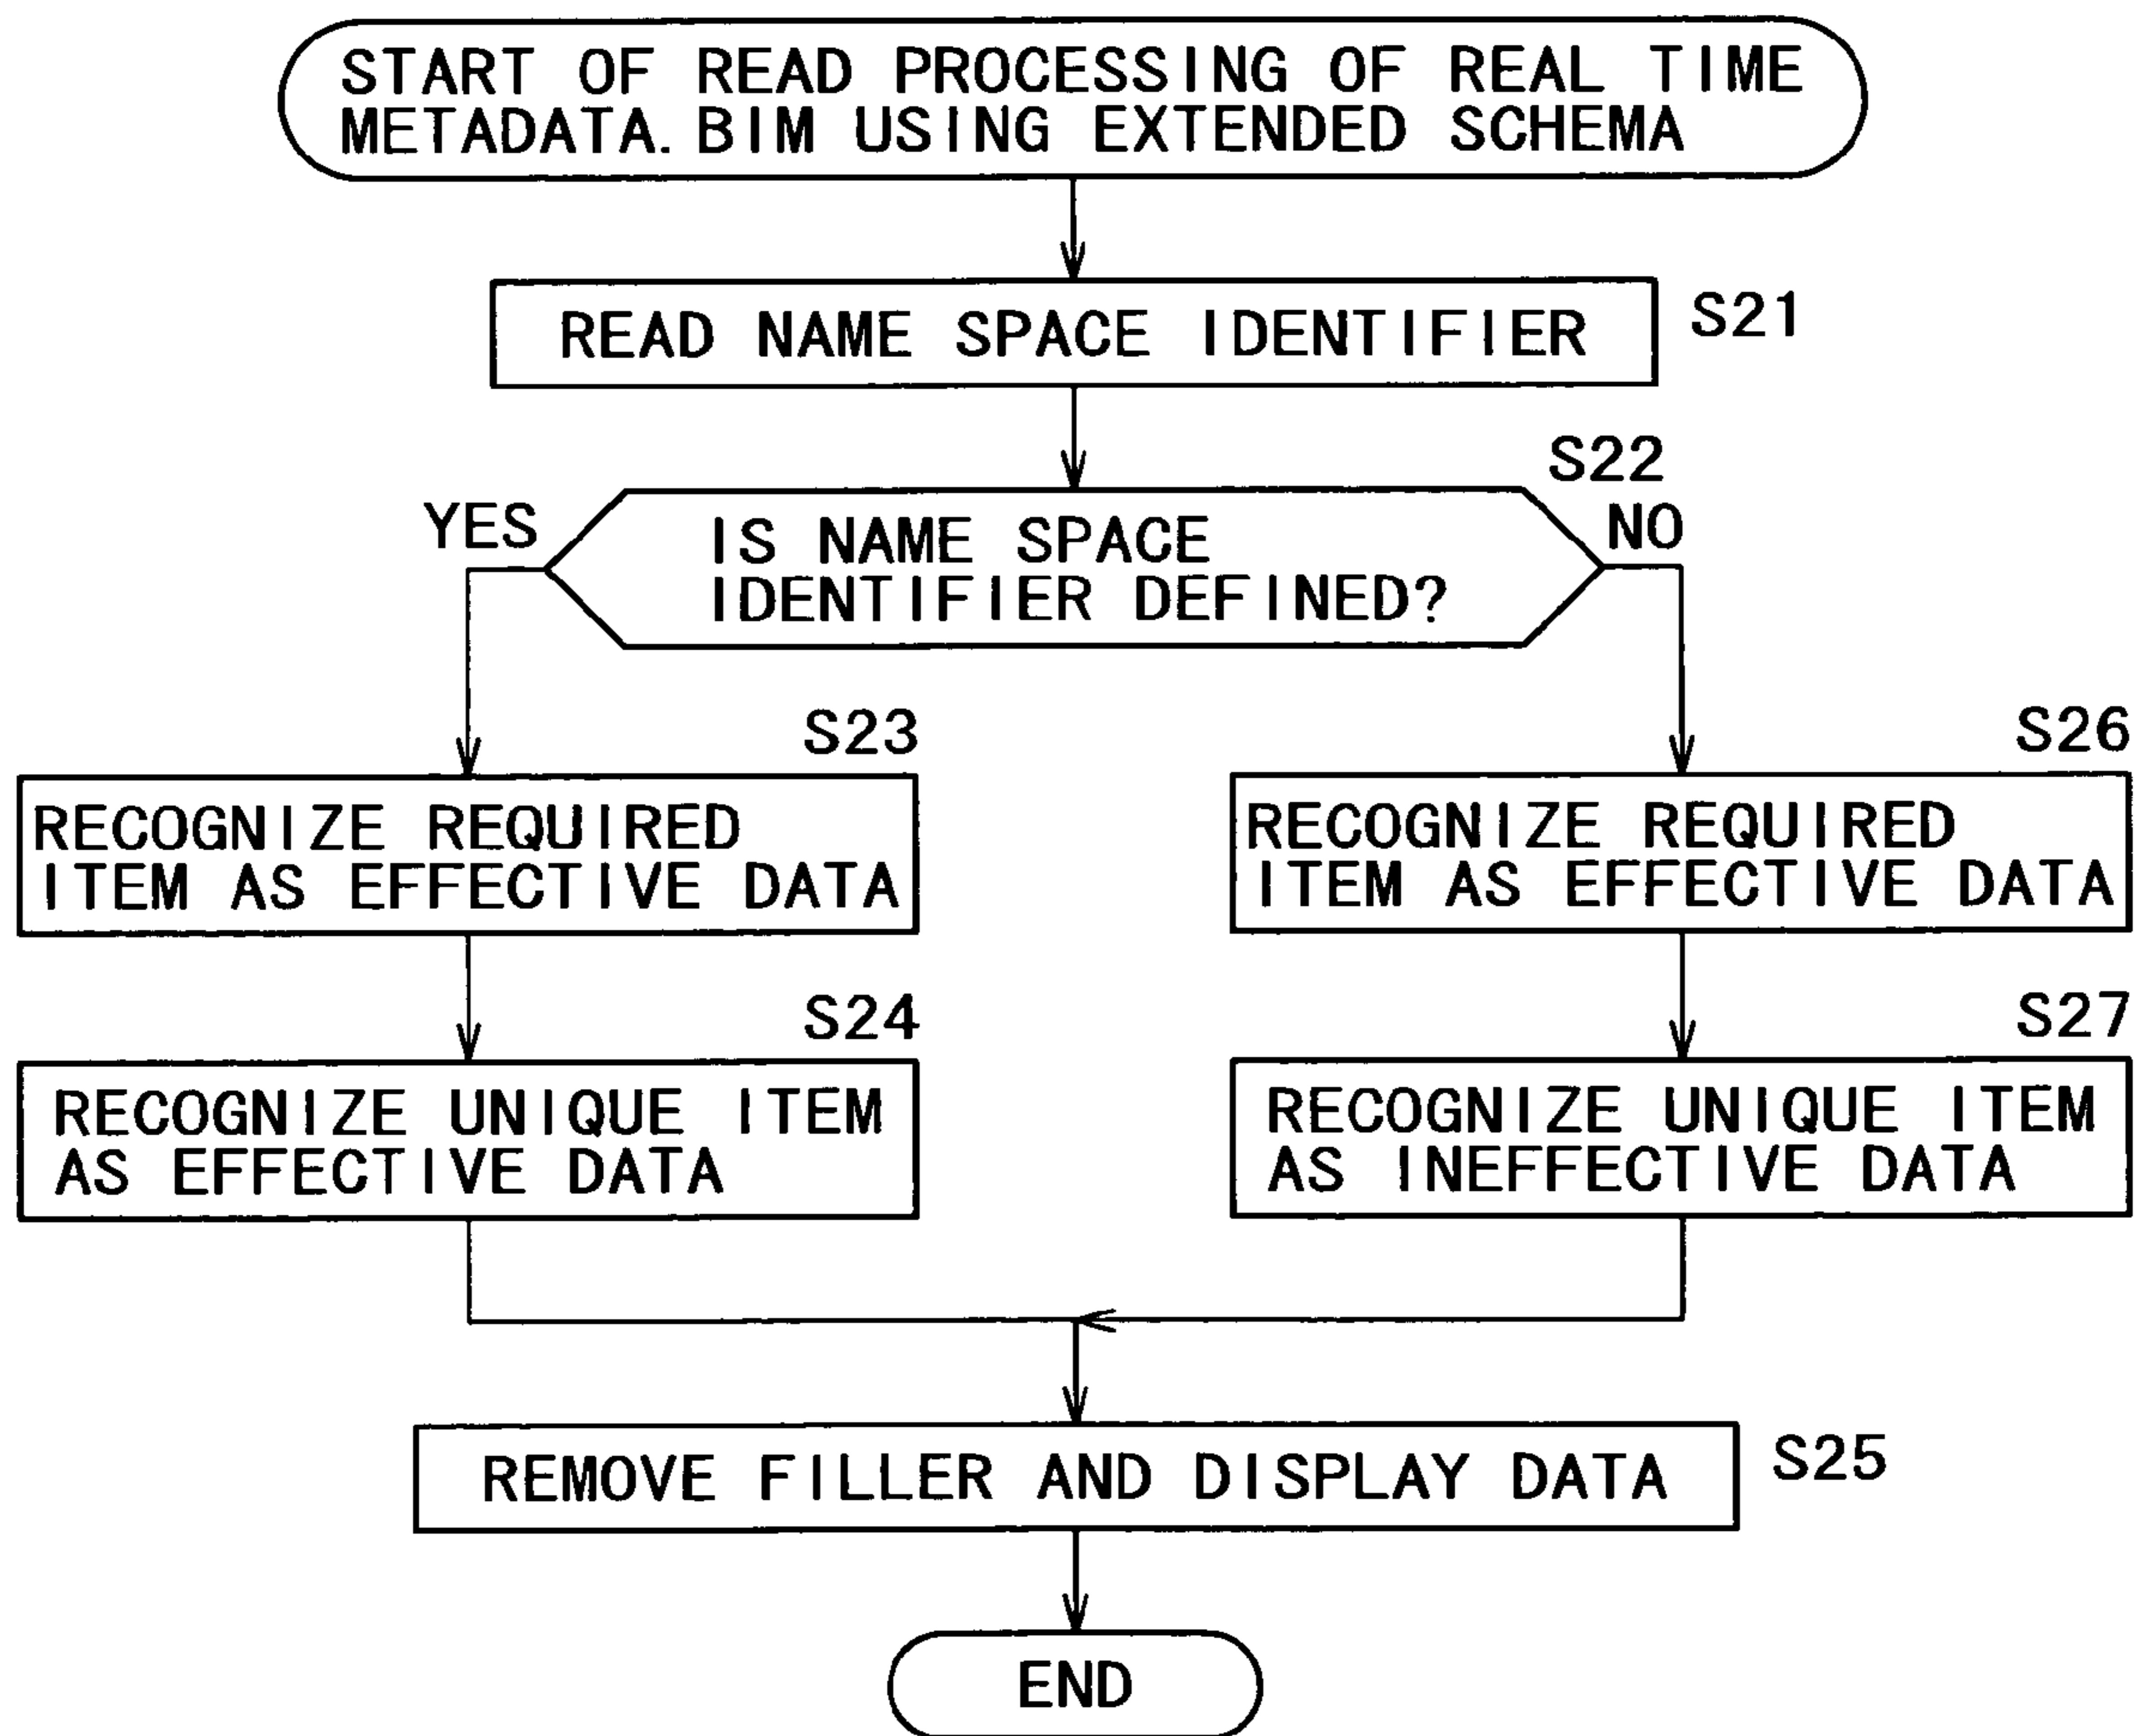 START OF READ PROCESSING OF REAL TIME
METADATA. BIM USING EXTENDED SCHEMA
READ NAME SPACE IDENTIFIER
S21
S22
YES
NO
IS NAME SPACE
IDENTIFIER DEFINED?
S23
RECOGNIZE REQUIRED
ITEM AS EFFECTIVE DATA
S26
RECOGNIZE REQUIRED
ITEM AS EFFECTIVE DATA
S24
RECOGNIZE UNIQUE ITEM
AS EFFECTIVE DATA
S27
RECOGNIZE UNIQUE ITEM
AS INEFFECTIVE DATA
REMOVE FILLER AND DISPLAY DATA
S25
END